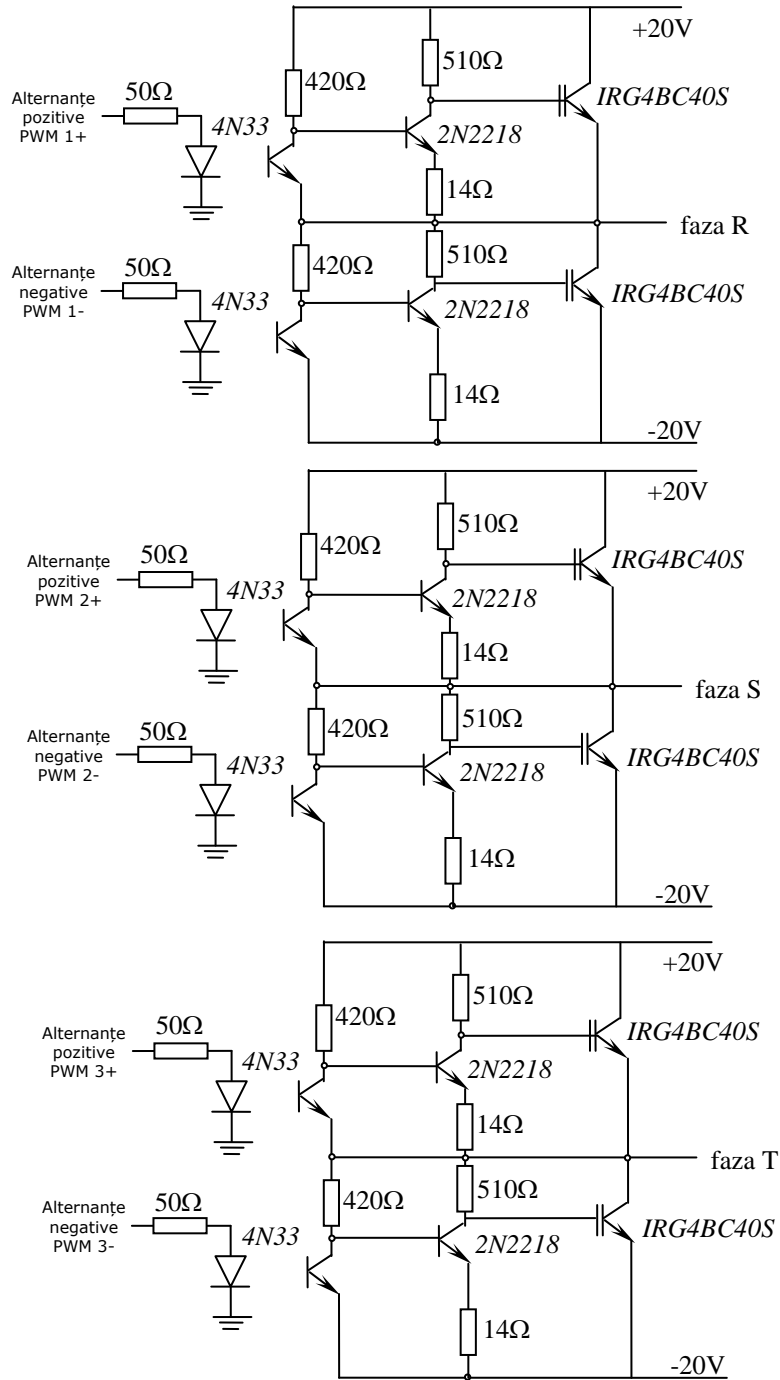 +20V
510Ω
50Ω
420Ω
Alternanțe
pozitive
PWM 1+
4N33
IRG4BC40S
2N2218
14Ω
faza R
50Ω
420Ω
510Ω
Alternanțe
negative
PWM 1-
4N33
IRG4BC40S
2N2218
14Ω
-20V
+20V
510Ω
50Ω
420Ω
Alternanțe
pozitive
PWM 2+
4N33
IRG4BC40S
2N2218
14Ω
faza S
50Ω
420Ω
510Ω
Alternanțe
negative
PWM 2-
4N33
IRG4BC40S
2N2218
14Ω
-20V
+20V
510Ω
50Ω
420Ω
Alternanțe
pozitive
PWM 3+
4N33
IRG4BC40S
2N2218
14Ω
faza T
50Ω
420Ω
510Ω
Alternanțe
negative
PWM 3-
4N33
IRG4BC40S
2N2218
14Ω
-20V